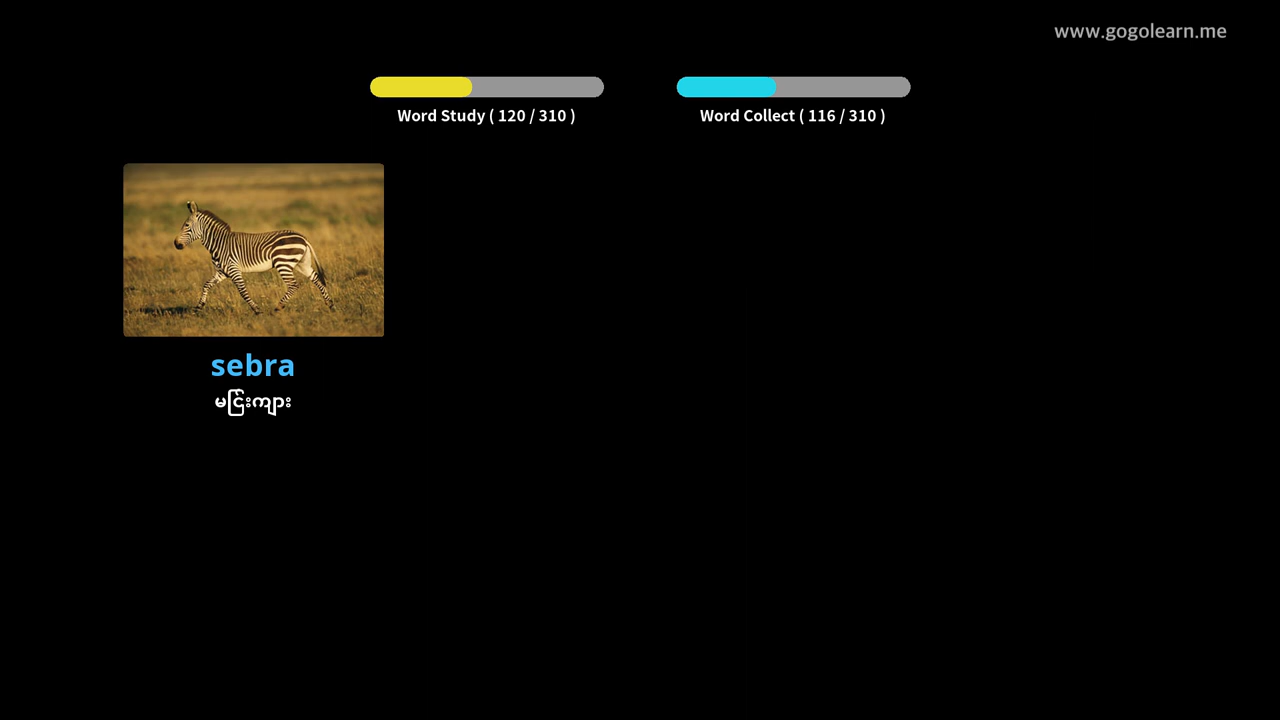 www.gogolearn.me
Word Study ( 120 / 310 )
Word Collect ( 116 / 310 )
sebra
မြင်းကျား